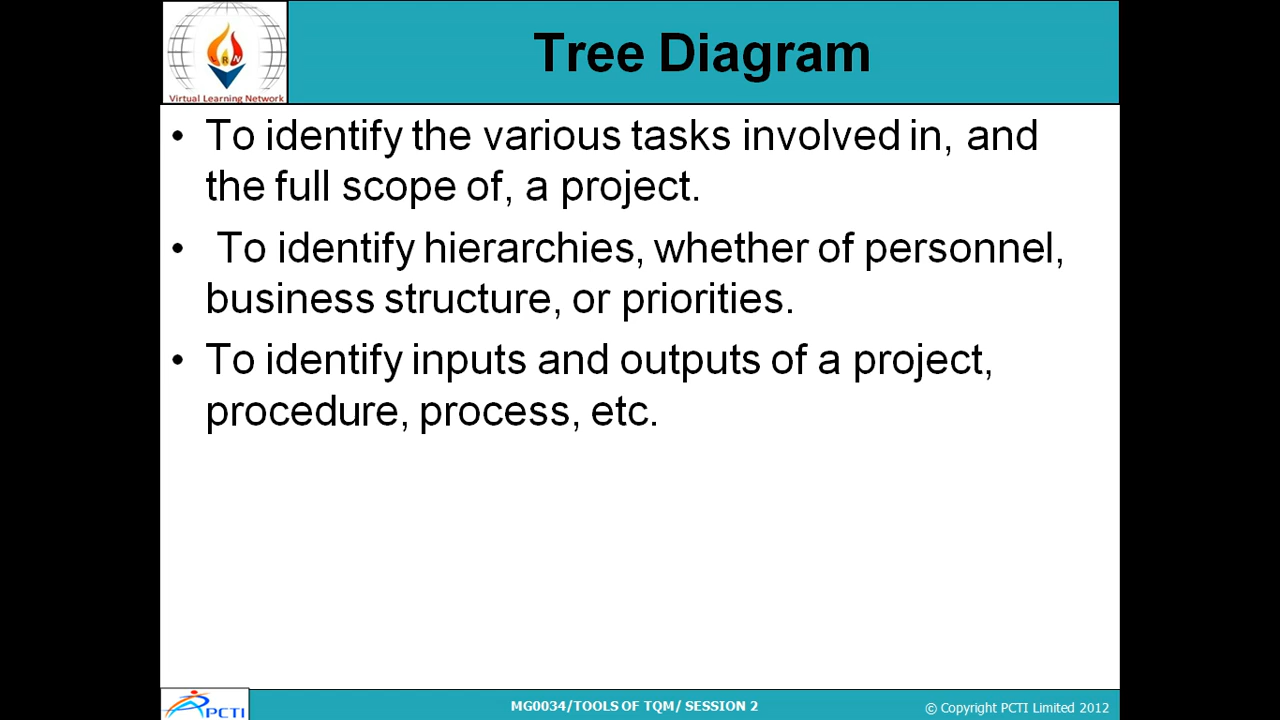 Tree Diagram
LRN
Virtual Learning Network
• To identify the various tasks involved in, and
the full scope of, a project.
• To identify hierarchies, whether of personnel,
business structure, or priorities.
• To identify inputs and outputs of a project,
procedure, process, etc.
PCTI
MG0034/TOOLS OF TQM/ SESSION 2
© Copyright PCTI Limited 2012